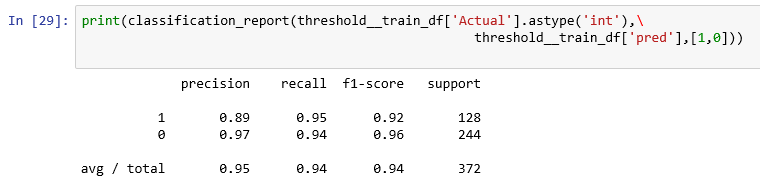 In [29]: print(classification_report(threshold__train_df['Actual'].astype('int'),\
threshold__train_df['pred'],[1,0]))
precision recall f1-score support
1 0.89 0.95 0.92 128
0 0.97 0.94 0.96 244
avg / total 0.95 0.94 0.94 372